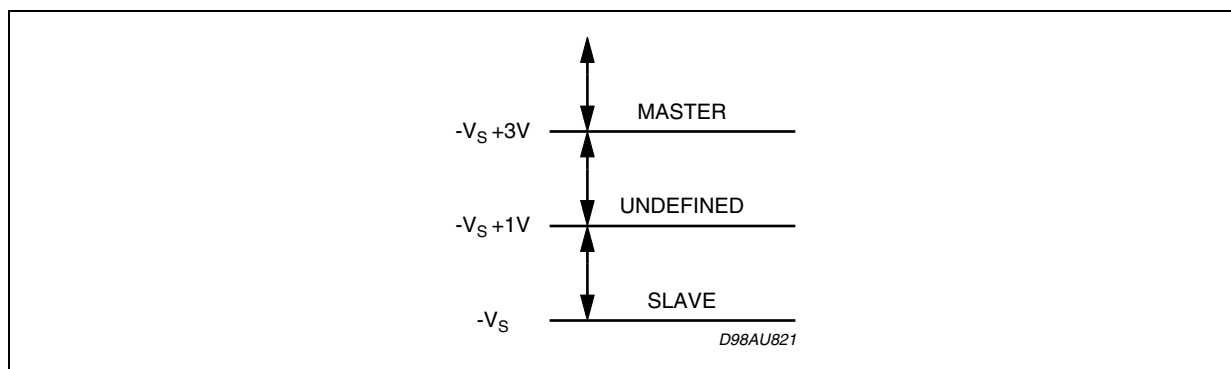 MASTER
-VS +3V
UNDEFINED
-VS +1V
SLAVE
-VS
D98AU821